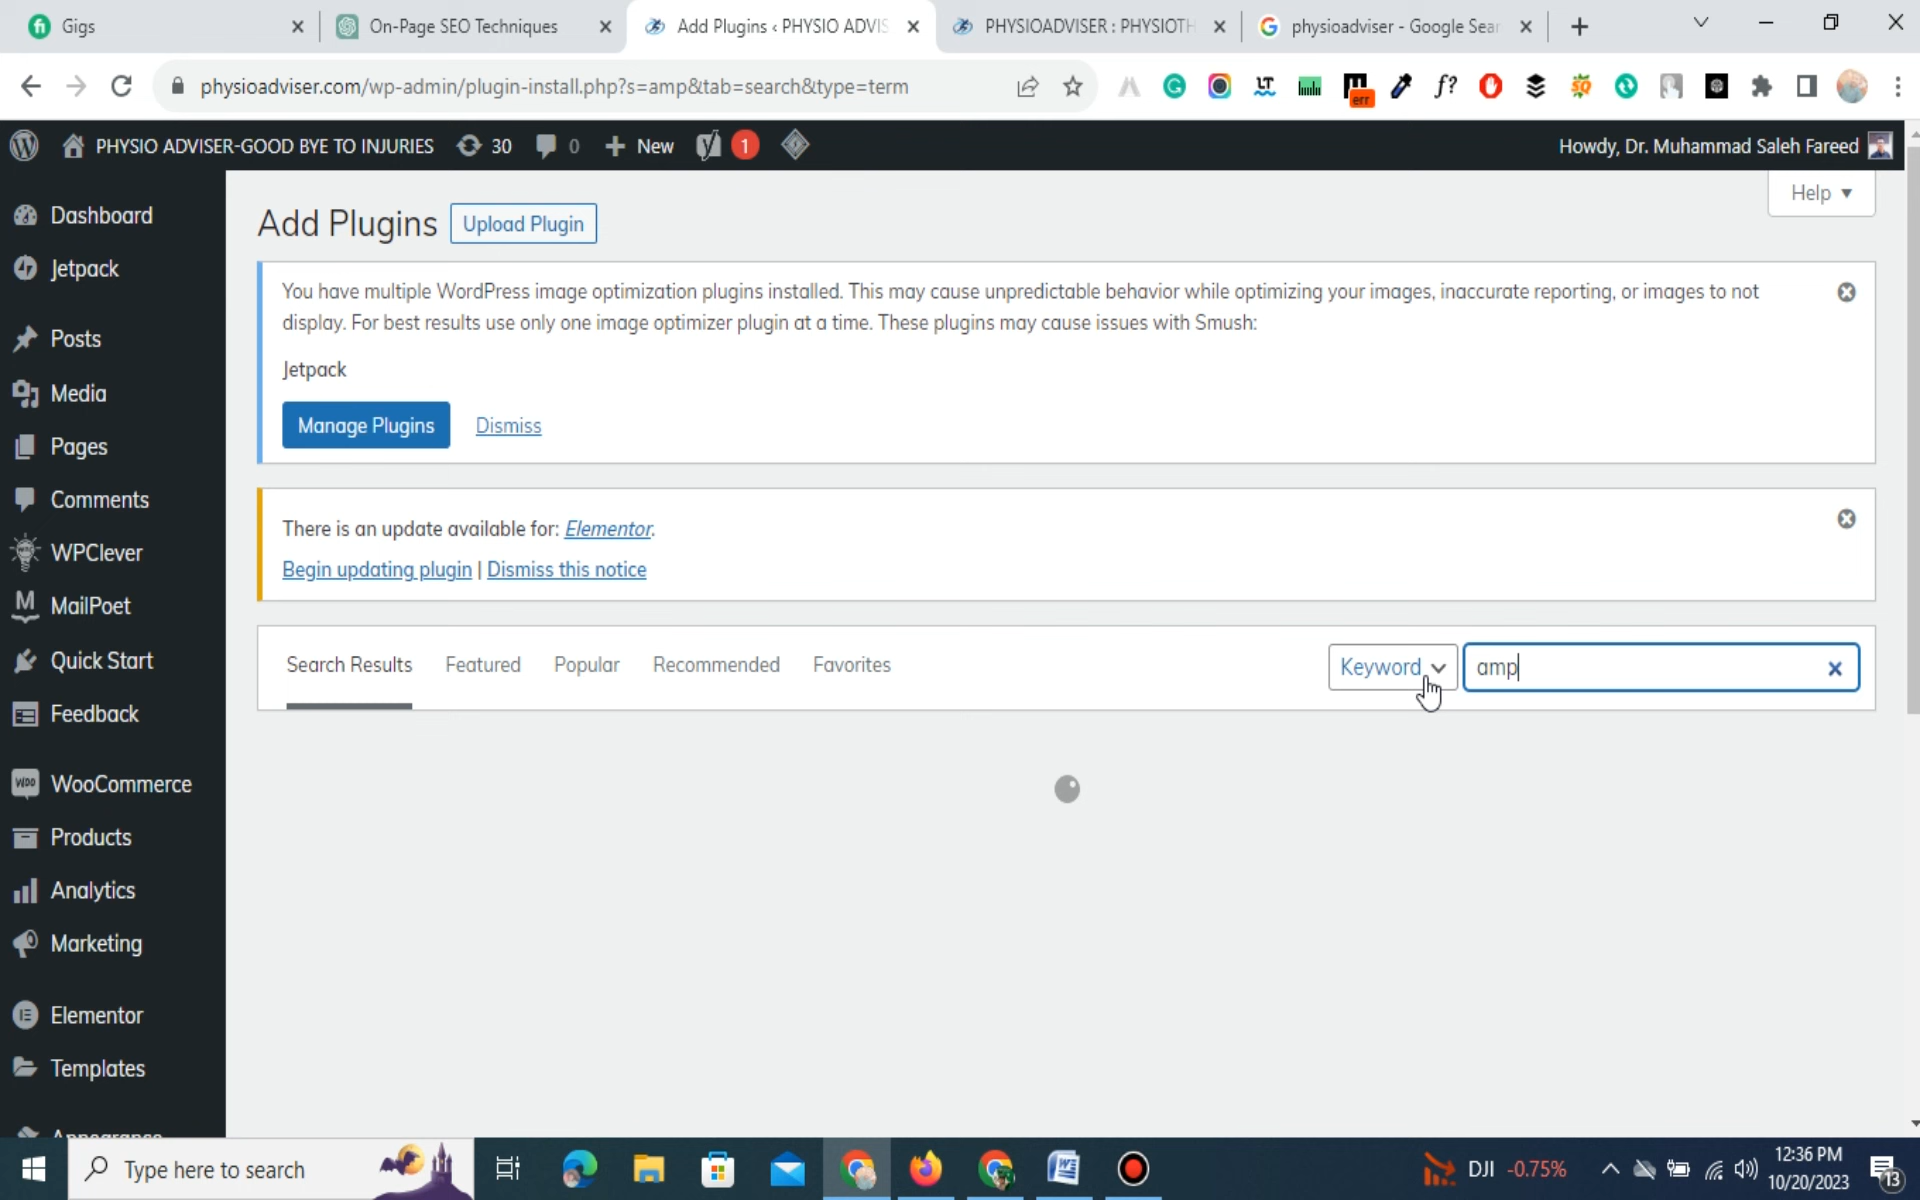 Gigs
On-Page SEO Techniques
Add Plugins ‹ PHYSIO ADVIS
PHYSIOADVISER : PHYSIOTH
physioadviser - Google Sear
physioadviser.com/wp-admin/plugin-install.php?s=amp&tab=search&type=term
err
PHYSIO ADVISER-GOOD BYE TO INJURIES
30
0
New
1
Howdy, Dr. Muhammad Saleh Fareed
Dashboard
Jetpack
Posts
Media
Pages
Comments
WPClever
MailPoet
Quick Start
Feedback
WooCommerce
Products
Analytics
Marketing
Elementor
Templates
Appearance
Help
Add Plugins
Upload Plugin
You have multiple WordPress image optimization plugins installed. This may cause unpredictable behavior while optimizing your images, inaccurate reporting, or images to not
display. For best results use only one image optimizer plugin at a time. These plugins may cause issues with Smush:
Jetpack
Manage Plugins Dismiss
There is an update available for: Elementor.
Begin updating plugin | Dismiss this notice
Search Results Featured Popular Recommended Favorites
Keyword
amp
Type here to search
DJI -0.75%
12:36 PM
10/20/2023
13